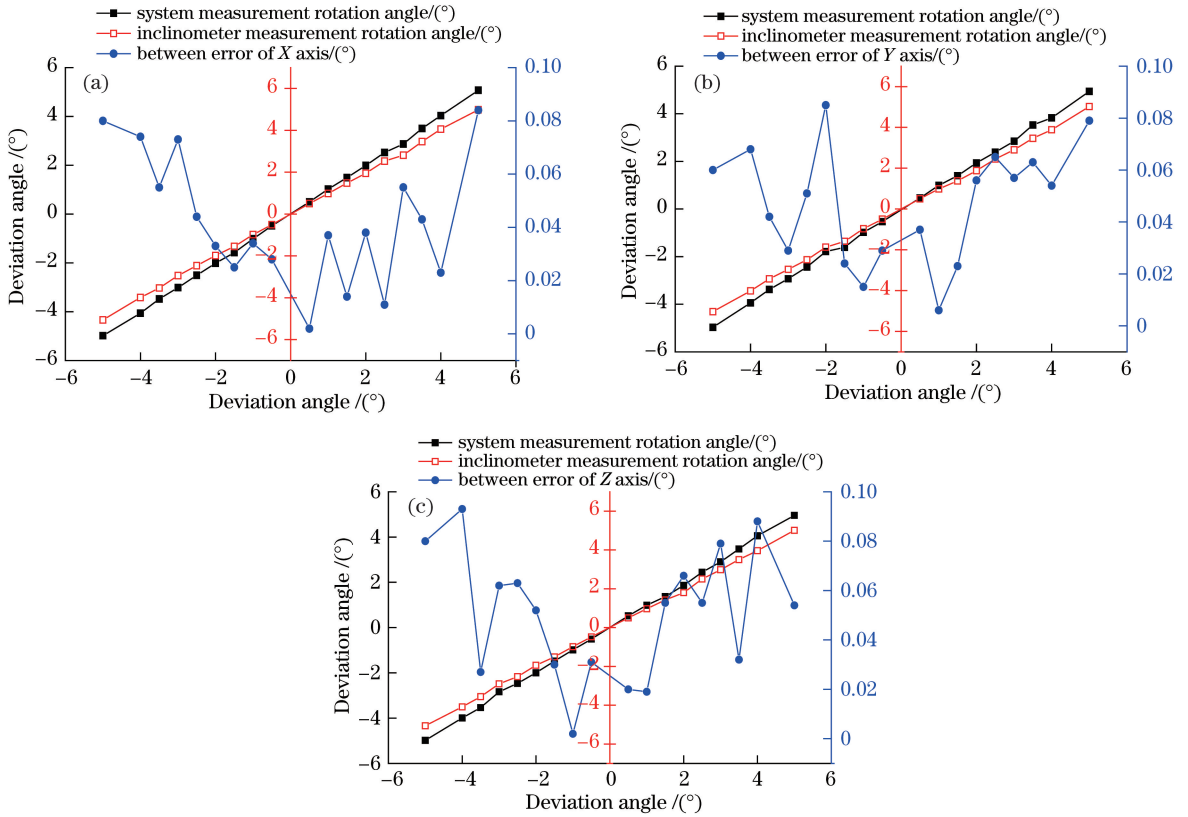 system measurement rotation angle/(°)
inclinometer measurement rotation angle/(°)
between error of X axis/(°)
(a)
Deviation angle /(°)
6
4
2
0
−2
−4
−6
6
4
2
0
−2
−4
−6
0.10
0.08
0.06
0.04
0.02
0
−6 −4 −2 0 2 4 6
Deviation angle /(°)
system measurement rotation angle/(°)
inclinometer measurement rotation angle/(°)
between error of Y axis/(°)
(b)
Deviation angle /(°)
6
4
2
0
−2
−4
−6
6
4
2
0
−2
−4
−6
0.10
0.08
0.06
0.04
0.02
0
−6 −4 −2 0 2 4 6
Deviation angle /(°)
system measurement rotation angle/(°)
inclinometer measurement rotation angle/(°)
between error of Z axis/(°)
(c)
Deviation angle /(°)
6
4
2
0
−2
−4
−6
6
4
2
0
−2
−4
−6
0.10
0.08
0.06
0.04
0.02
0
−6 −4 −2 0 2 4 6
Deviation angle /(°)